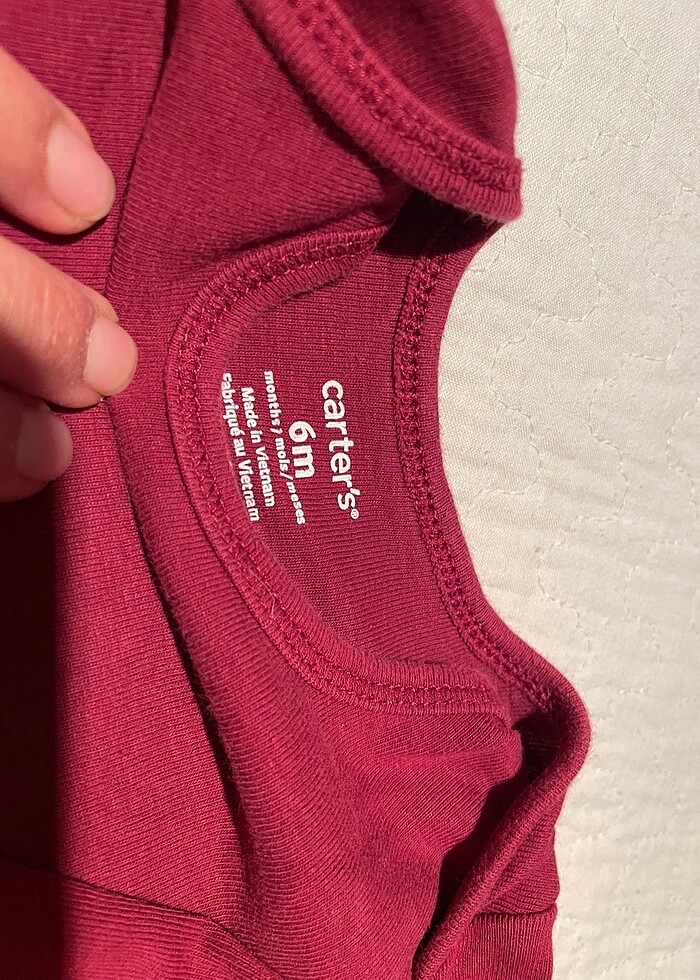 carter's®
6m
months / mois / meses
Made in Vietnam
Fabriqué au Vietnam